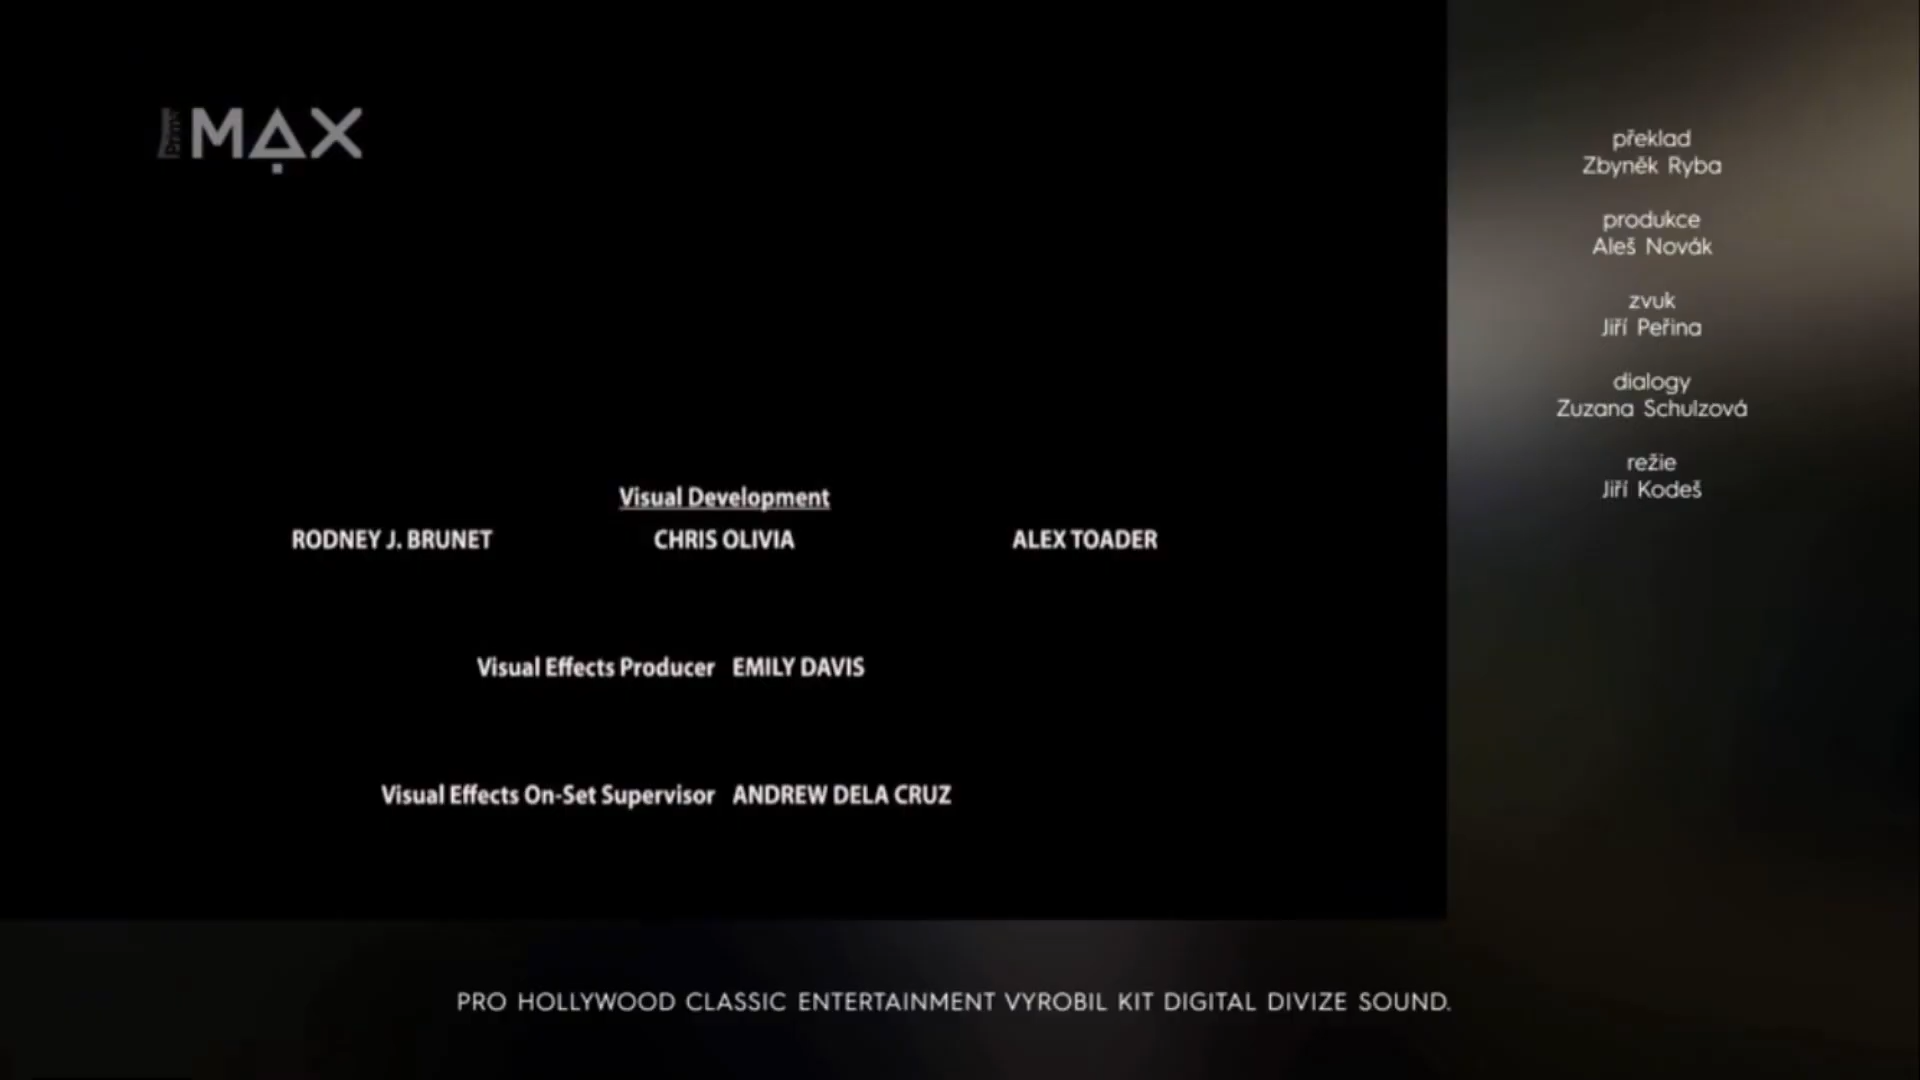 MAX
Visual Development
RODNEY J. BRUNET CHRIS OLIVIA ALEX TOADER
Visual Effects Producer EMILY DAVIS
Visual Effects On-Set Supervisor ANDREW DELA CRUZ
překlad
Zbyněk Ryba
produkce
Aleš Novák
zvuk
Jiří Peřina
dialogy
Zuzana Schulzová
režie
Jiří Kodeš
PRO HOLLYWOOD CLASSIC ENTERTAINMENT VYROBIL KIT DIGITAL DIVIZE SOUND.